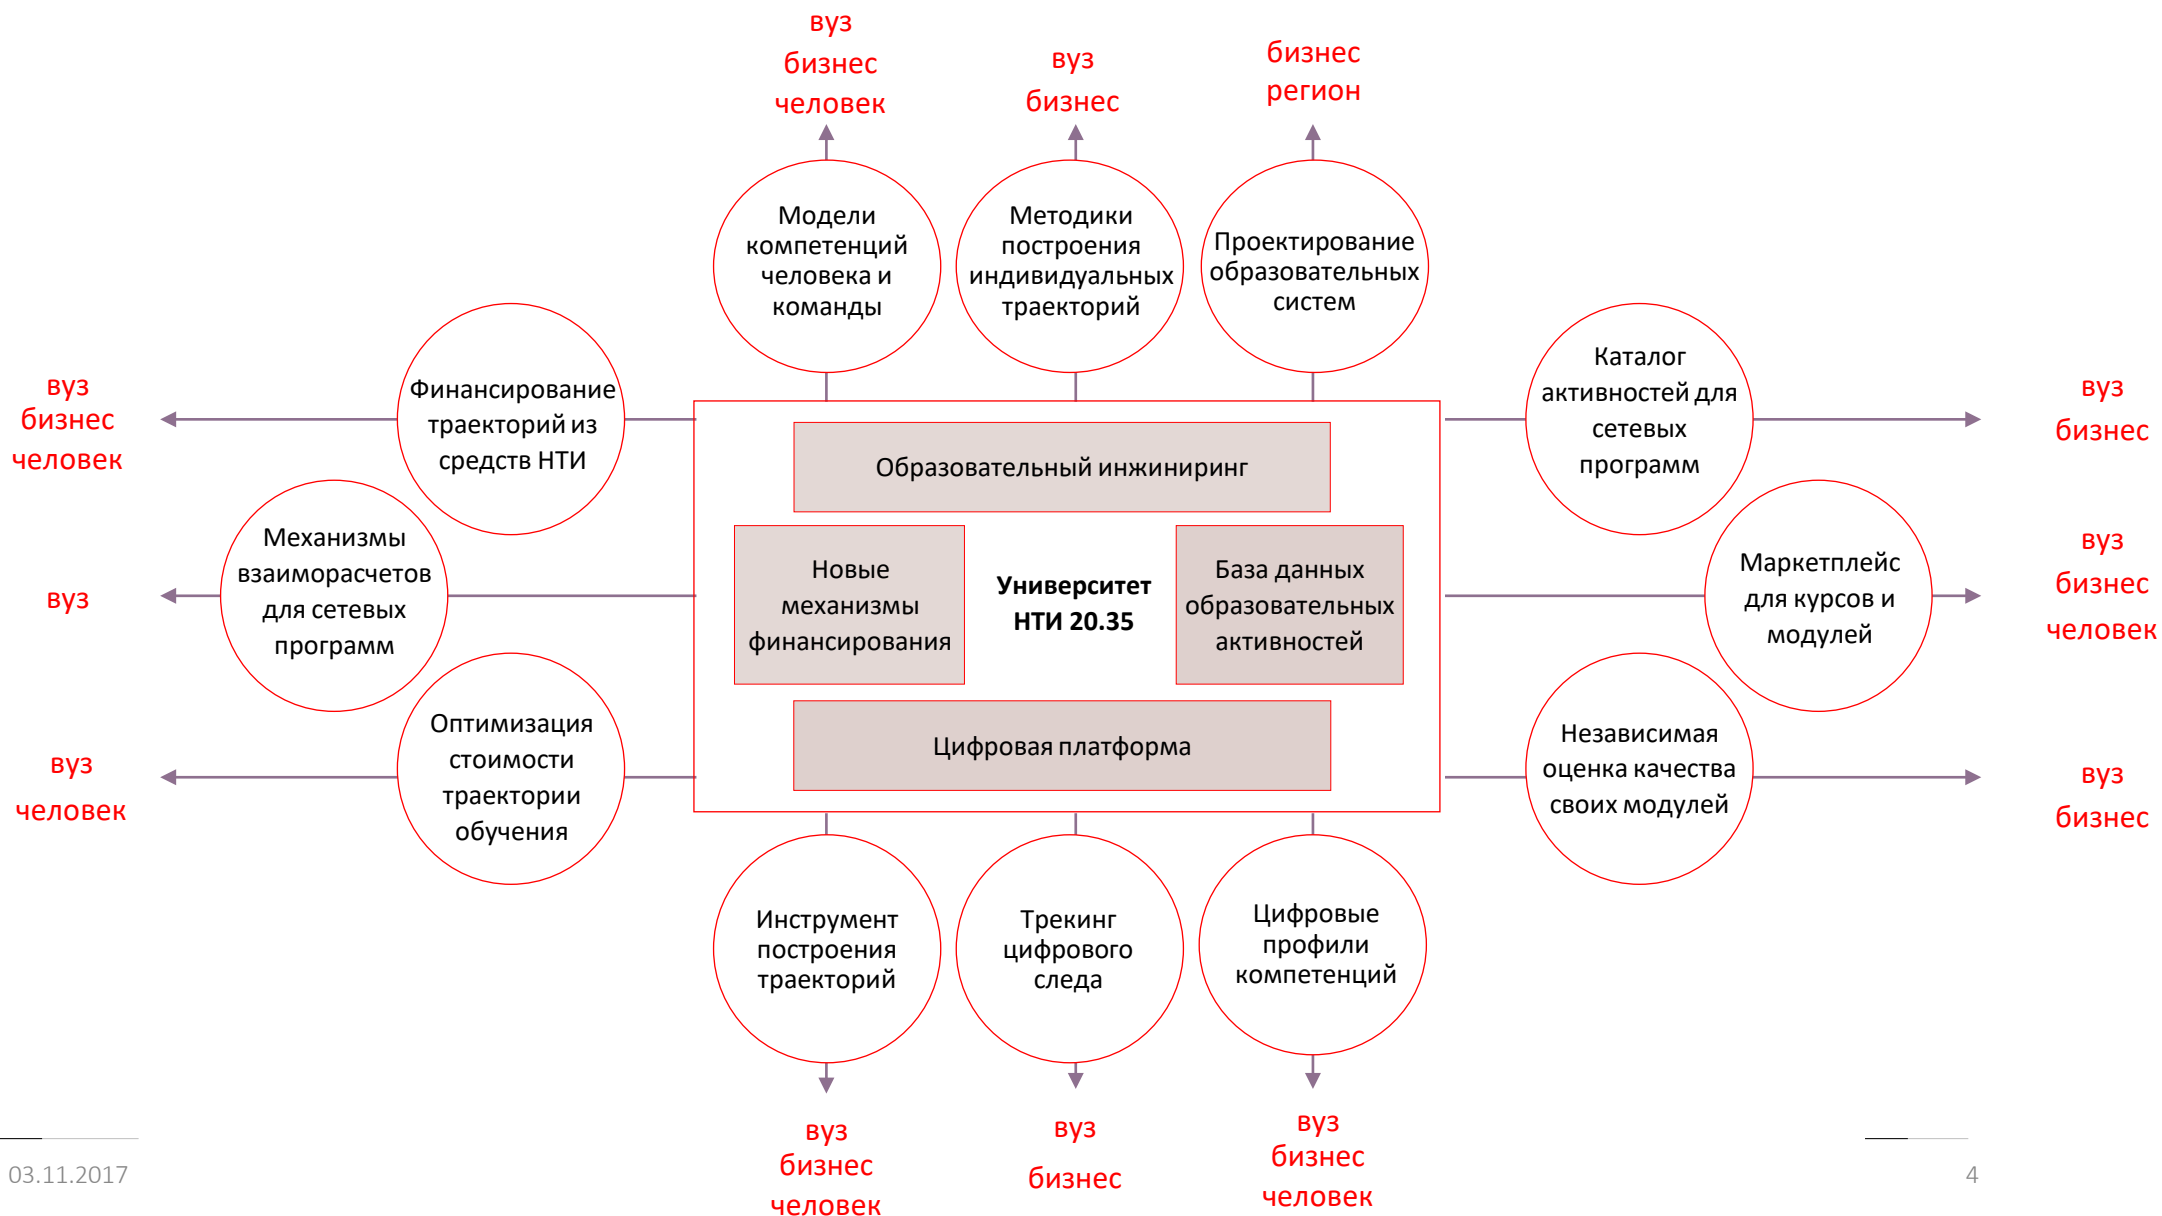 вуз
бизнес
человек
вуз
бизнес
бизнес
регион
Модели
компетенций
человека и
команды
Методики
построения
индивидуальных
траекторий
Проектирование
образовательных
систем
вуз
бизнес
человек
Финансирование
траекторий из
средств НТИ
Каталог
активностей для
сетевых
программ
вуз
бизнес
Образовательный инжиниринг
вуз
Механизмы
взаиморасчетов
для сетевых
программ
Новые
механизмы
финансирования
Университет
НТИ 20.35
База данных
образовательных
активностей
Маркетплейс
для курсов и
модулей
вуз
бизнес
человек
вуз
человек
Оптимизация
стоимости
траектории
обучения
Цифровая платформа
Независимая
оценка качества
своих модулей
вуз
бизнес
Инструмент
построения
траекторий
Трекинг
цифрового
следа
Цифровые
профили
компетенций
вуз
бизнес
человек
вуз
бизнес
вуз
бизнес
человек
03.11.2017
4